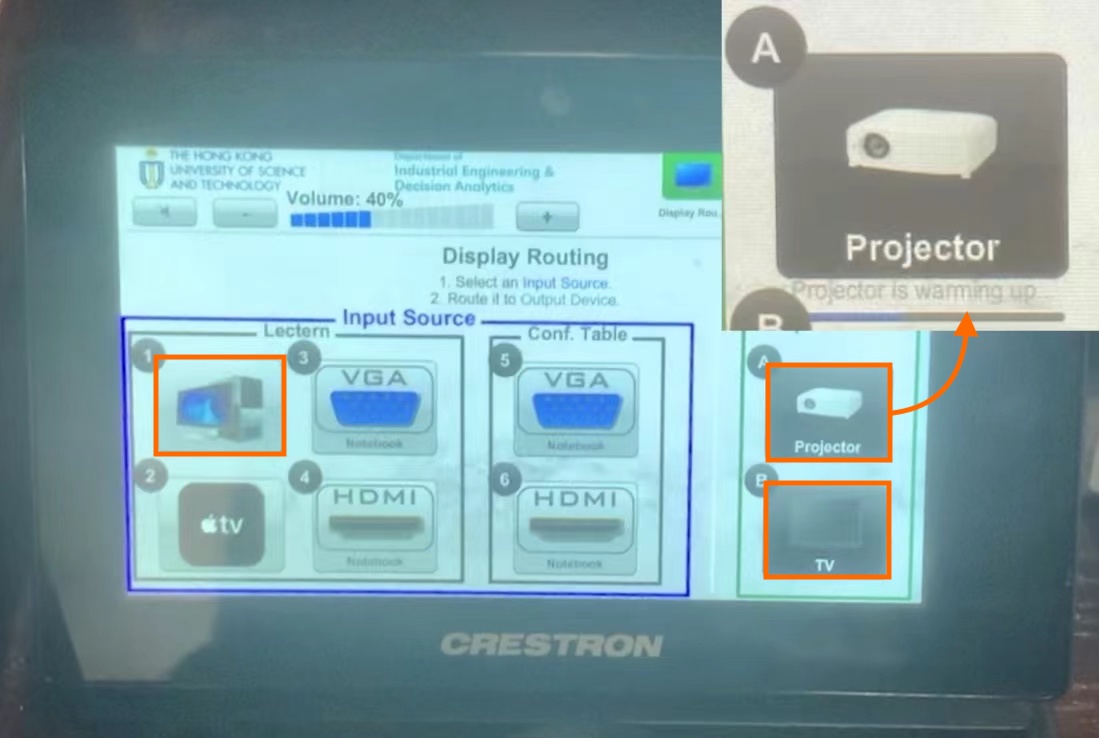 THE HONG KONG
UNIVERSITY OF SCIENCE
AND TECHNOLOGY
Department of
Industrial Engineering &
Decision Analytics
Volume: 40%
-
+
Display Rou
Display Routing
1. Select an Input Source.
2. Route it to Output Device.
Input Source
Lectern
Conf. Table
1
3
VGA
Notebook
5
VGA
Notebook
2
tv
4
HDMI
Notebook
6
HDMI
Notebook
A
Projector
B
TV
CRESTRON
A
Projector
Projector is warming up
B